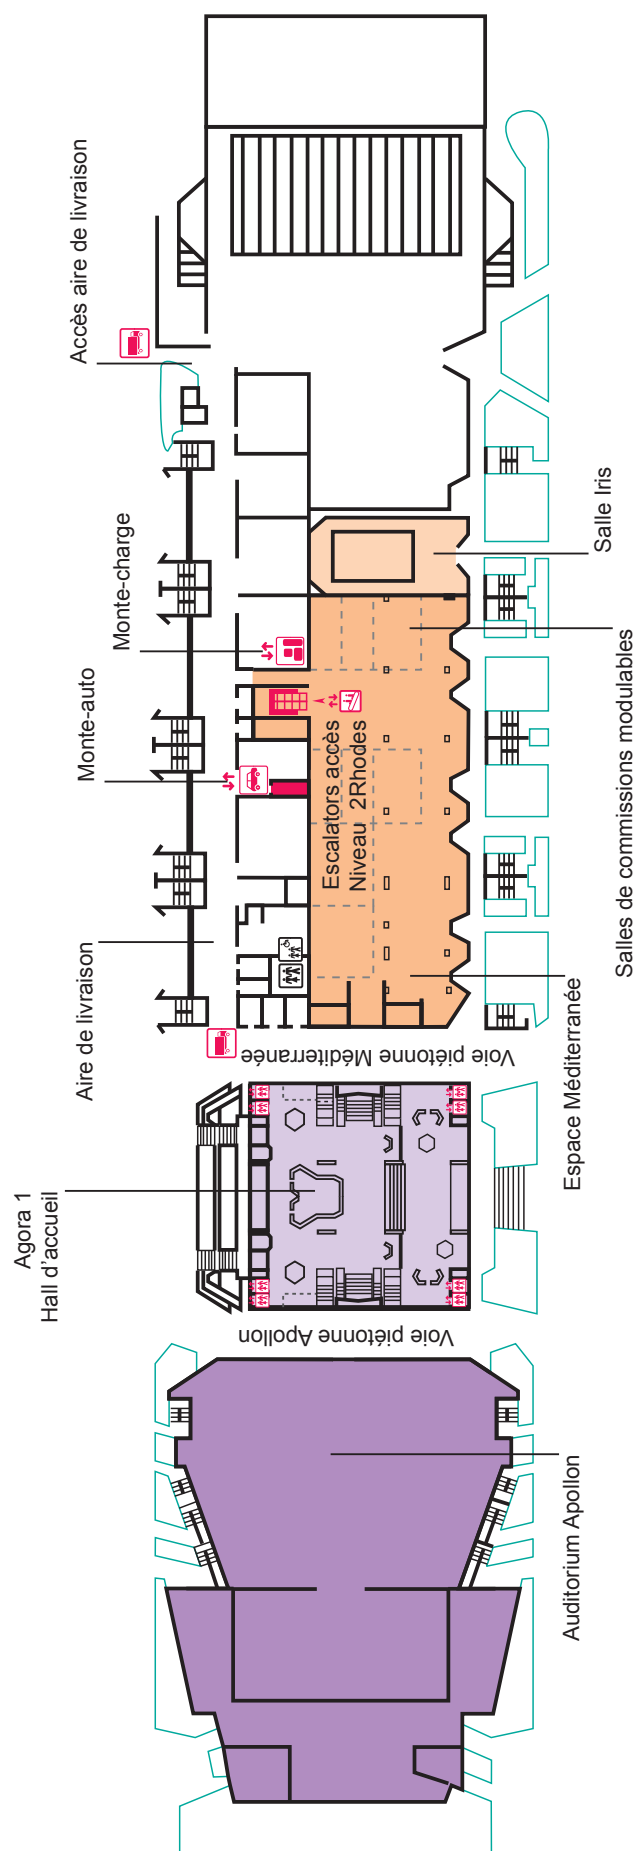 Accès aire de livraison
Monte-charge
Monte-auto
Aire de livraison
Agora 1
Hall d'accueil
Escalators accès
Niveau 2Rhodes
Voie piétonne Méditerranée
Voie piétonne Apollon
Salle Iris
Salles de commissions modulables
Espace Méditerranée
Auditorium Apollon